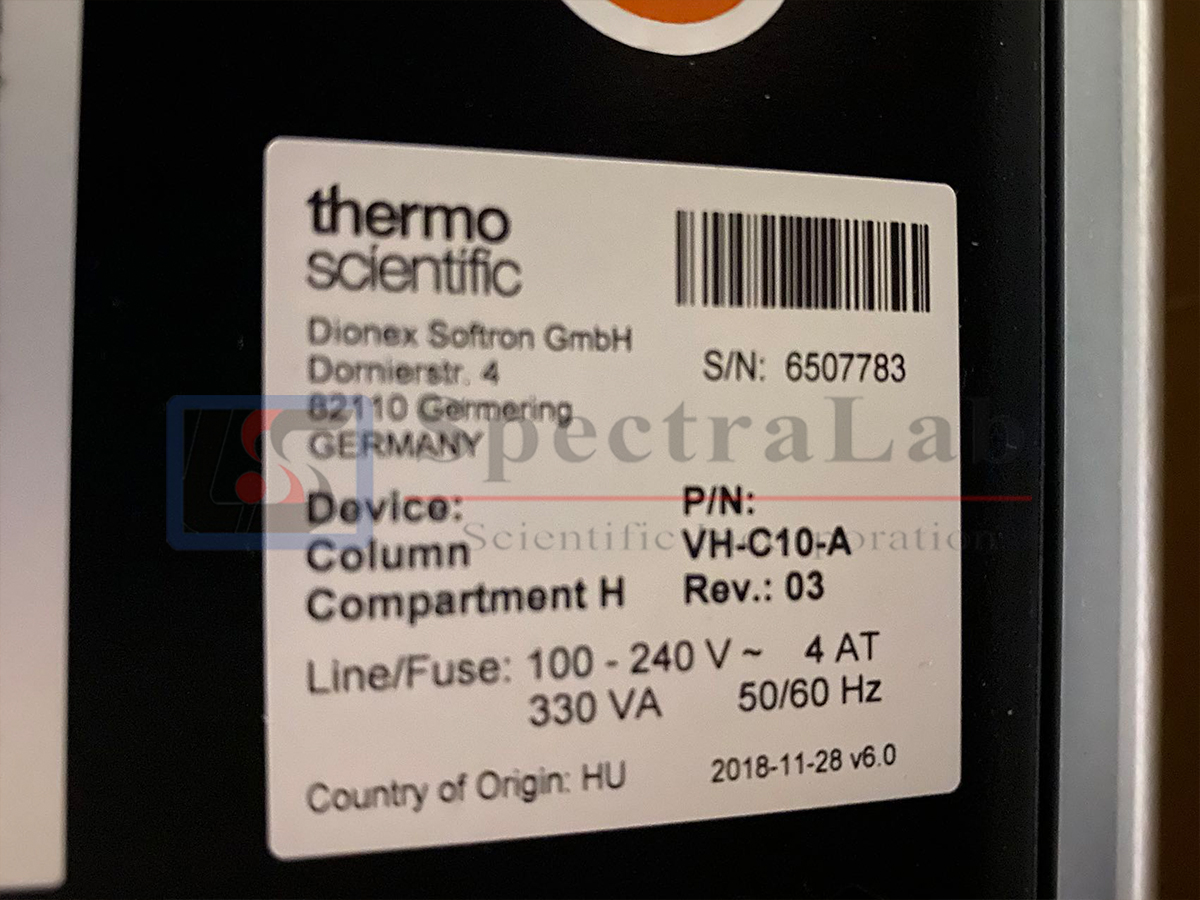 thermo
scientific
Dionex Softron GmbH
Dornierstr. 4
82110 Germering
GERMANY
S/N: 6507783
SpectraLab
Scientific Corporation
Device:
Column
Compartment H
P/N:
VH-C10-A
Rev.: 03
Line/Fuse: 100 - 240 V ~ 4 AT
330 VA 50/60 Hz
Country of Origin: HU 2018-11-28 v6.0